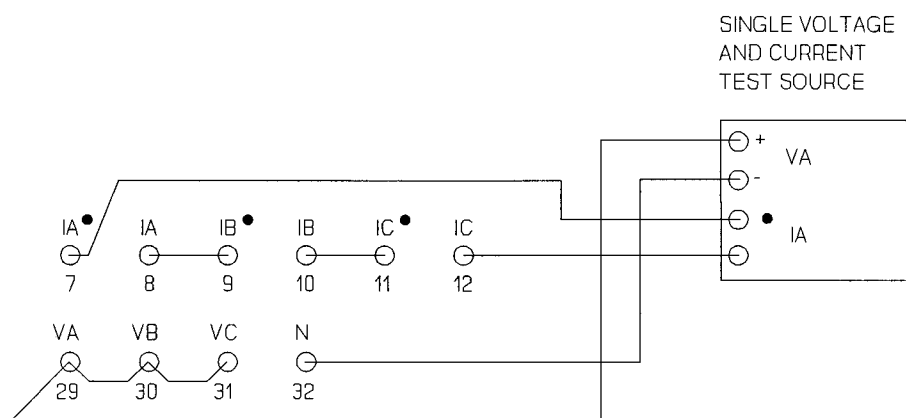 SINGLE VOLTAGE
AND CURRENT
TEST SOURCE
+
VA
-
IA
IA IA IB IB IC IC
7 8 9 10 11 12
VA VB VC N
29 30 31 32